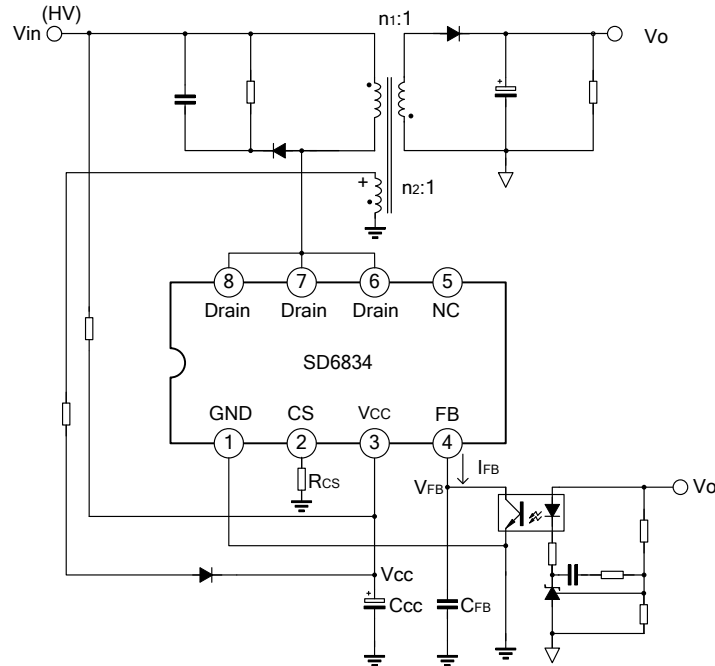 (HV)
Vin
n1:1
Vo
+
+
n2:1
8
7
6
5
Drain
Drain
Drain
NC
SD6834
GND
CS
VCC
FB
1
2
3
4
RCS
IFB
VFB
Vo
Vcc
+
Ccc
CFB